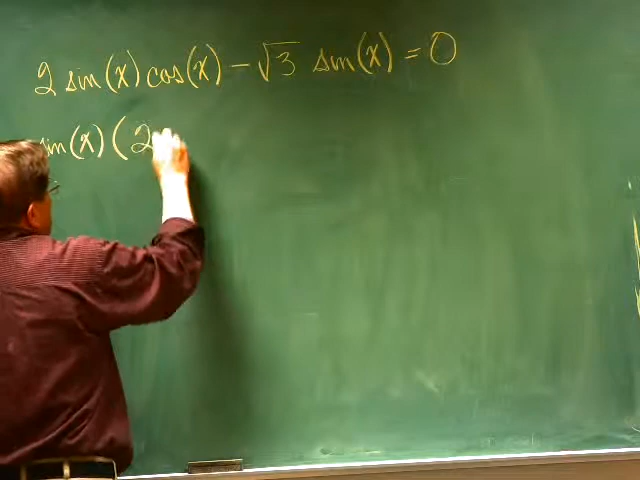 2 sin(x) cos(x) - √3 sin(x) = 0
sin(x) (2